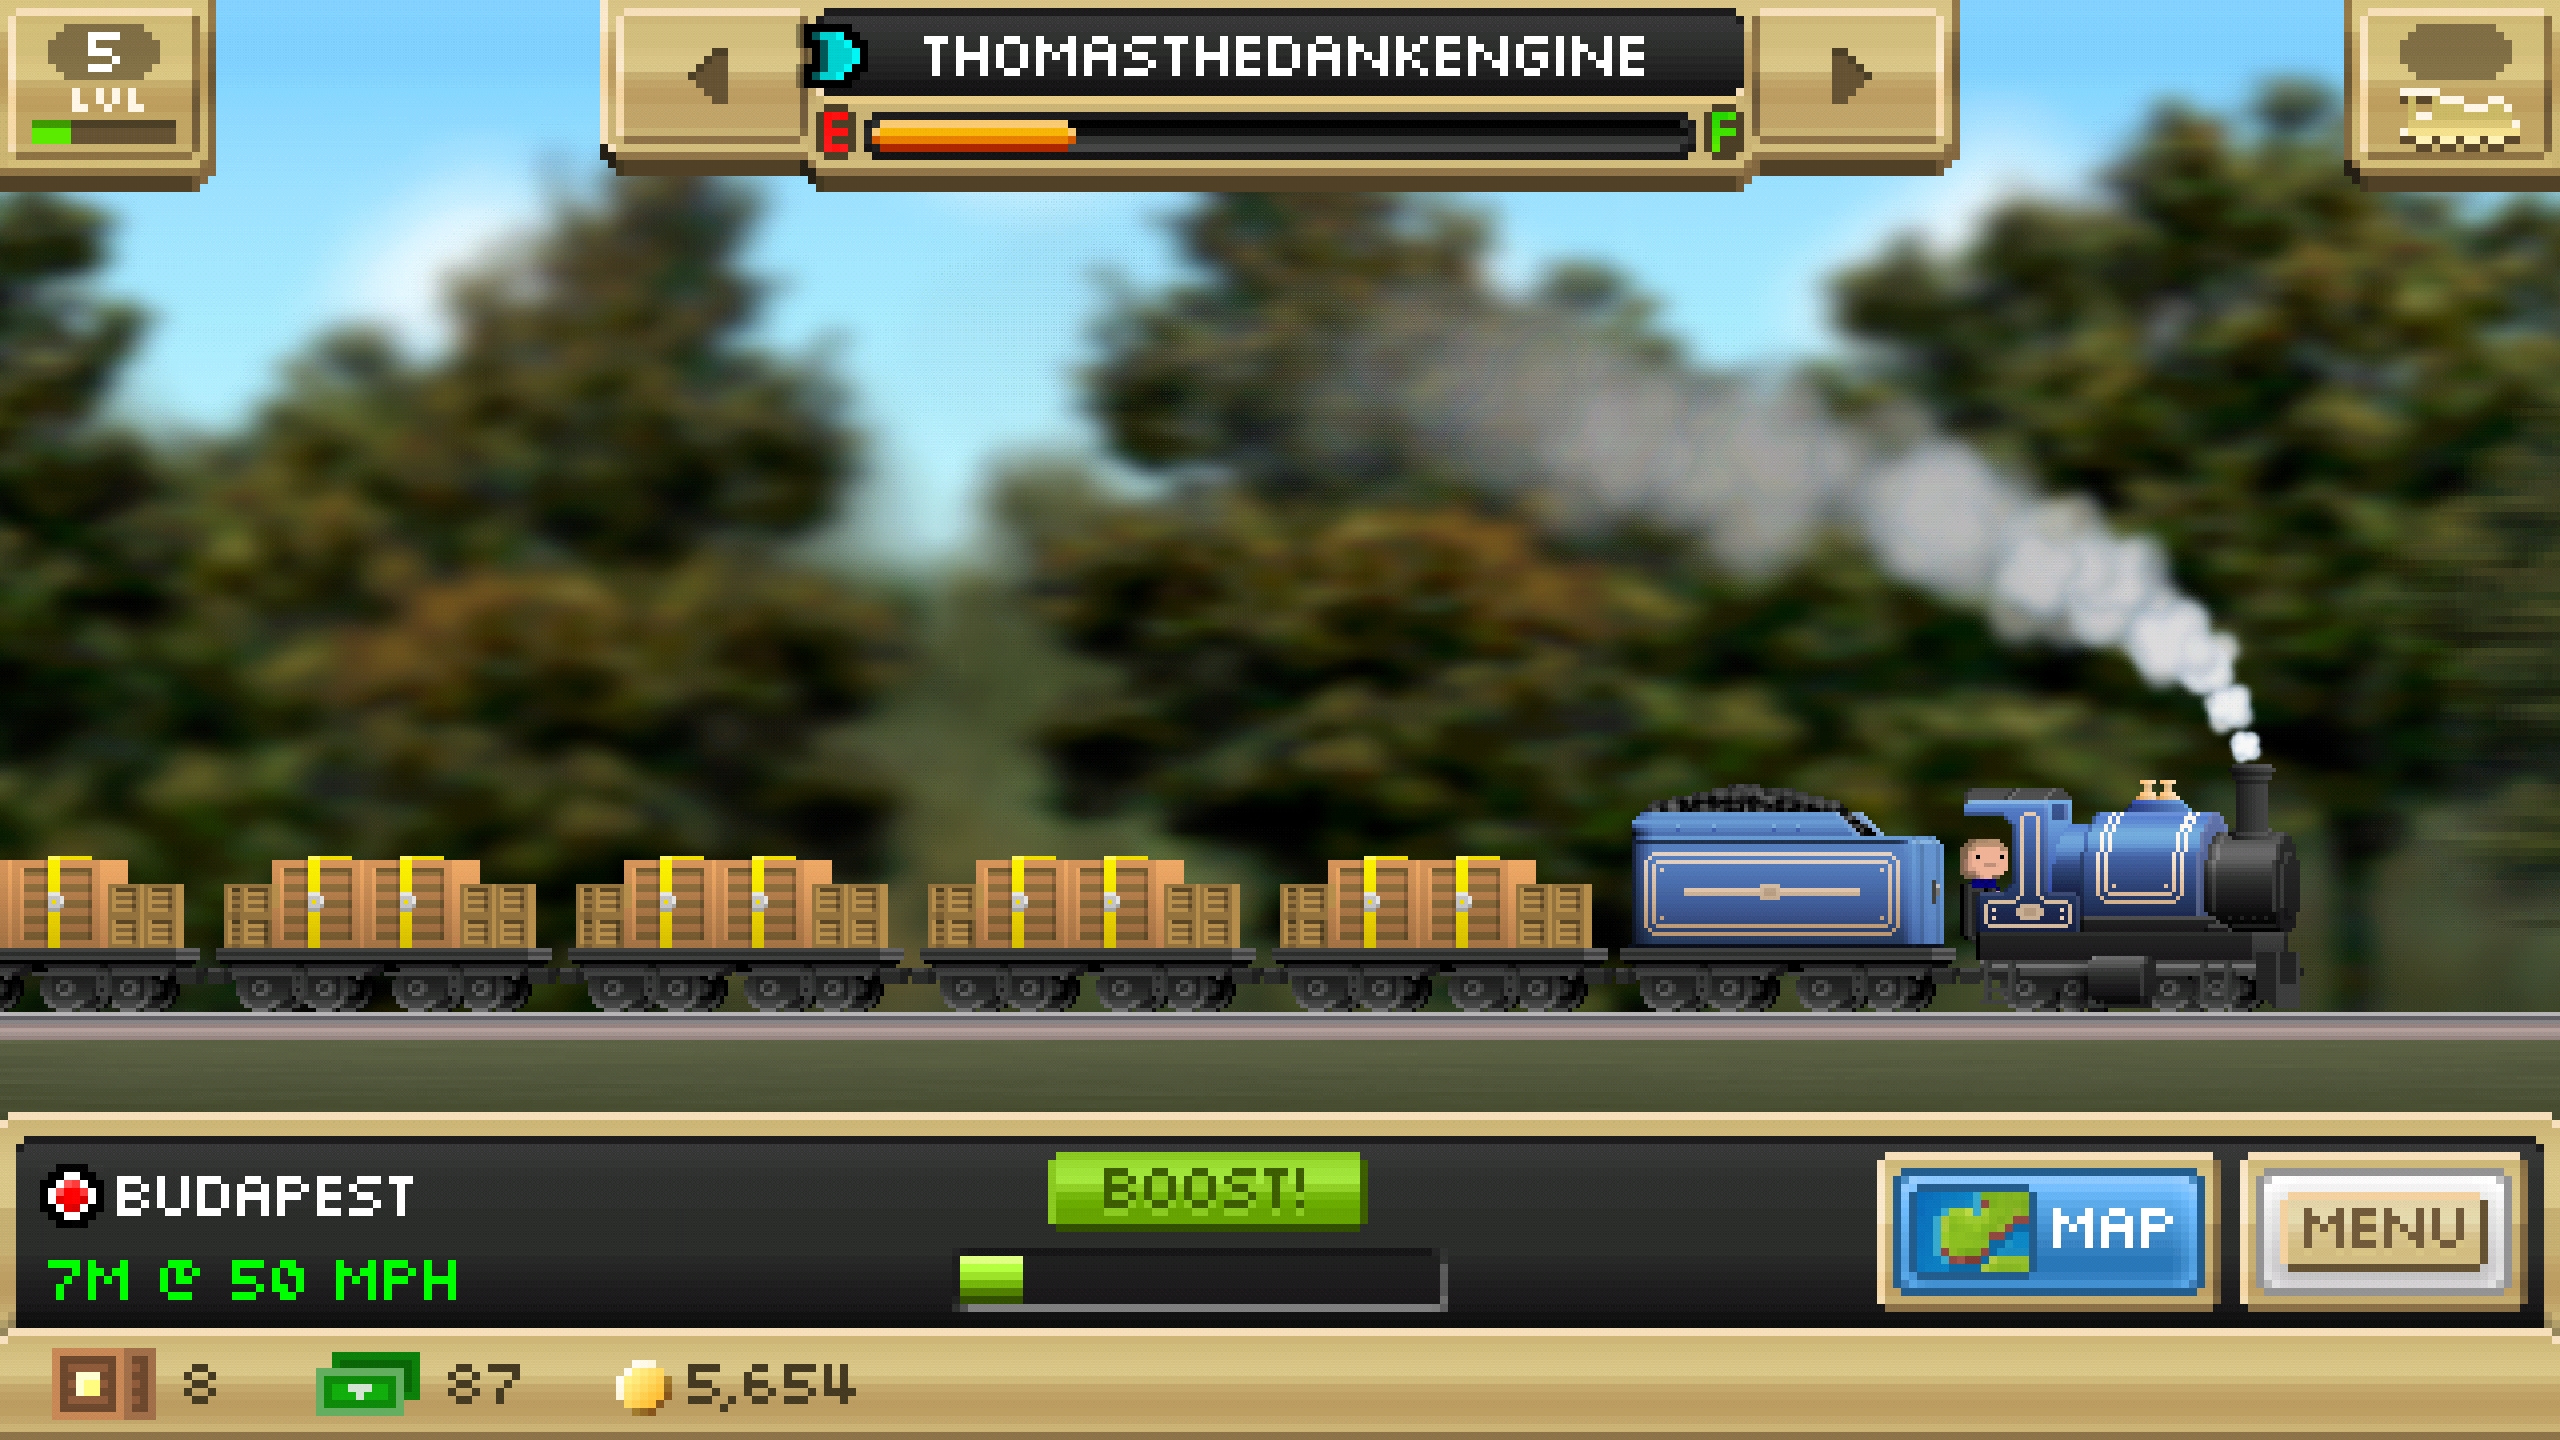 5
LVL
THOMASTHEDANKENGINE
E F
BUDAPEST
7M @ 50 MPH
BOOST!
MAP
MENU
8 87 5,654